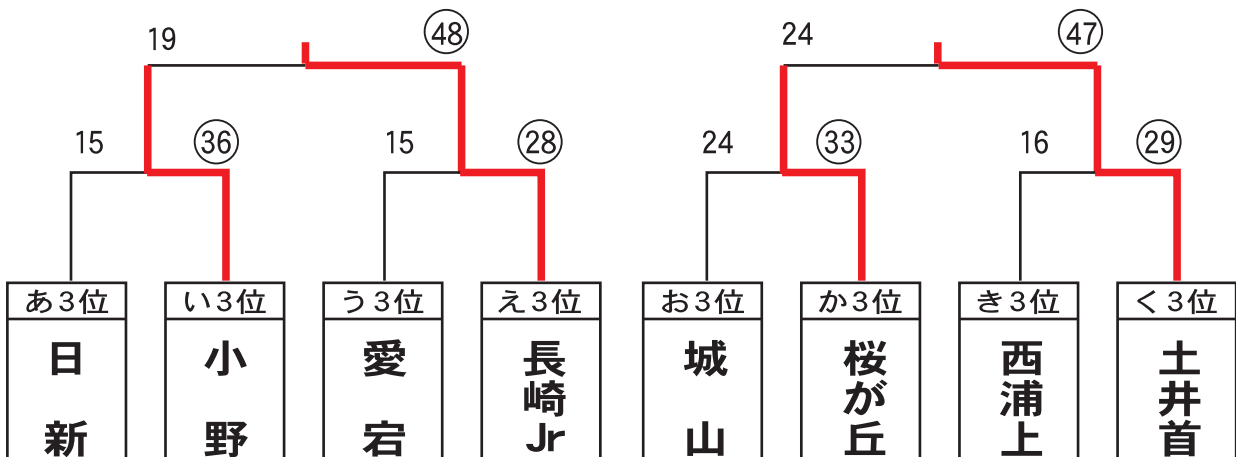 19 ㊽ 24 ㊼
15 ㊱ 15 ㉘ 24 ㉝ 16 ㉙
あ3位 い3位 う3位 え3位 お3位 か3位 き3位 く3位
日新 小野 愛宕 長崎Jr 城山 桜が丘 西浦上 土井首